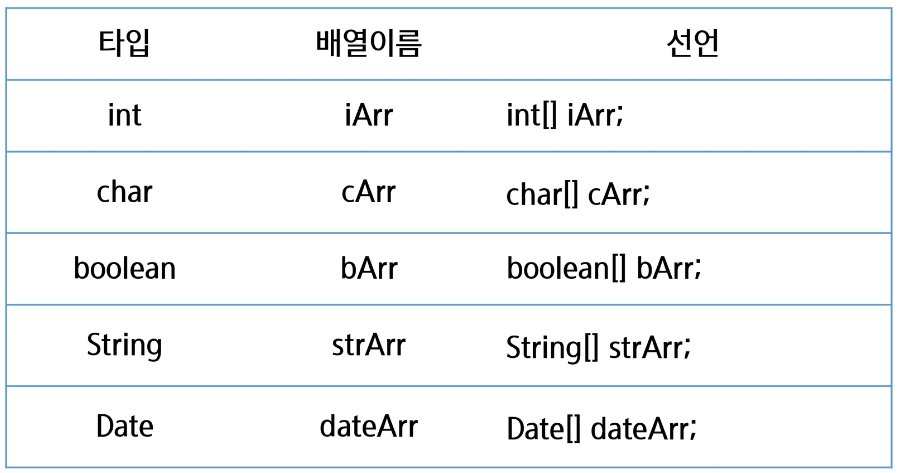 타입 배열이름 선언
int iArr int[] iArr;
char cArr char[] cArr;
boolean bArr boolean[] bArr;
String strArr String[] strArr;
Date dateArr Date[] dateArr;